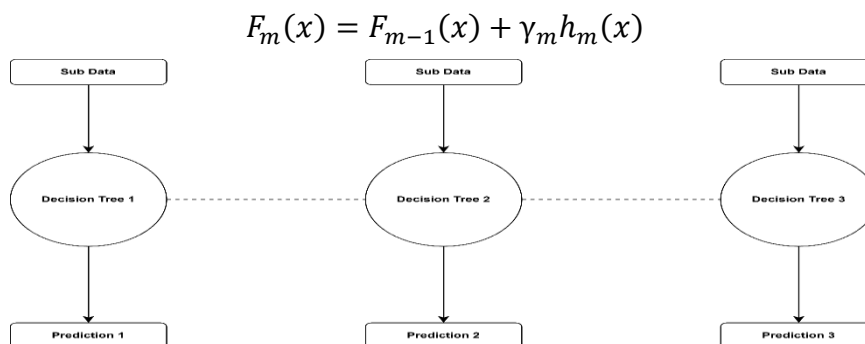 F_m(x) = F_{m−1}(x) + γ_m h_m(x)
Sub Data Sub Data Sub Data
Decision Tree 1 Decision Tree 2 Decision Tree 3
Prediction 1 Prediction 2 Prediction 3